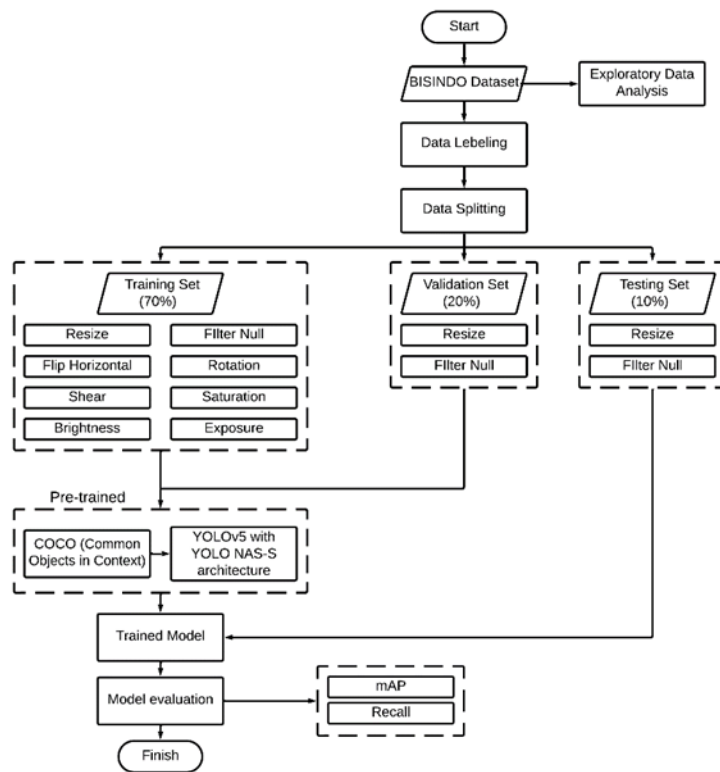 Start
BISINDO Dataset
Exploratory Data
Analysis
Data Lebeling
Data Splitting
Training Set
(70%)
Resize
FIlter Null
Flip Horizontal
Rotation
Shear
Saturation
Brightness
Exposure
Validation Set
(20%)
Resize
FIlter Null
Testing Set
(10%)
Resize
FIlter Null
Pre-trained
COCO (Common
Objects in Context)
YOLOv5 with
YOLO NAS-S
architecture
Trained Model
Model evaluation
mAP
Recall
Finish